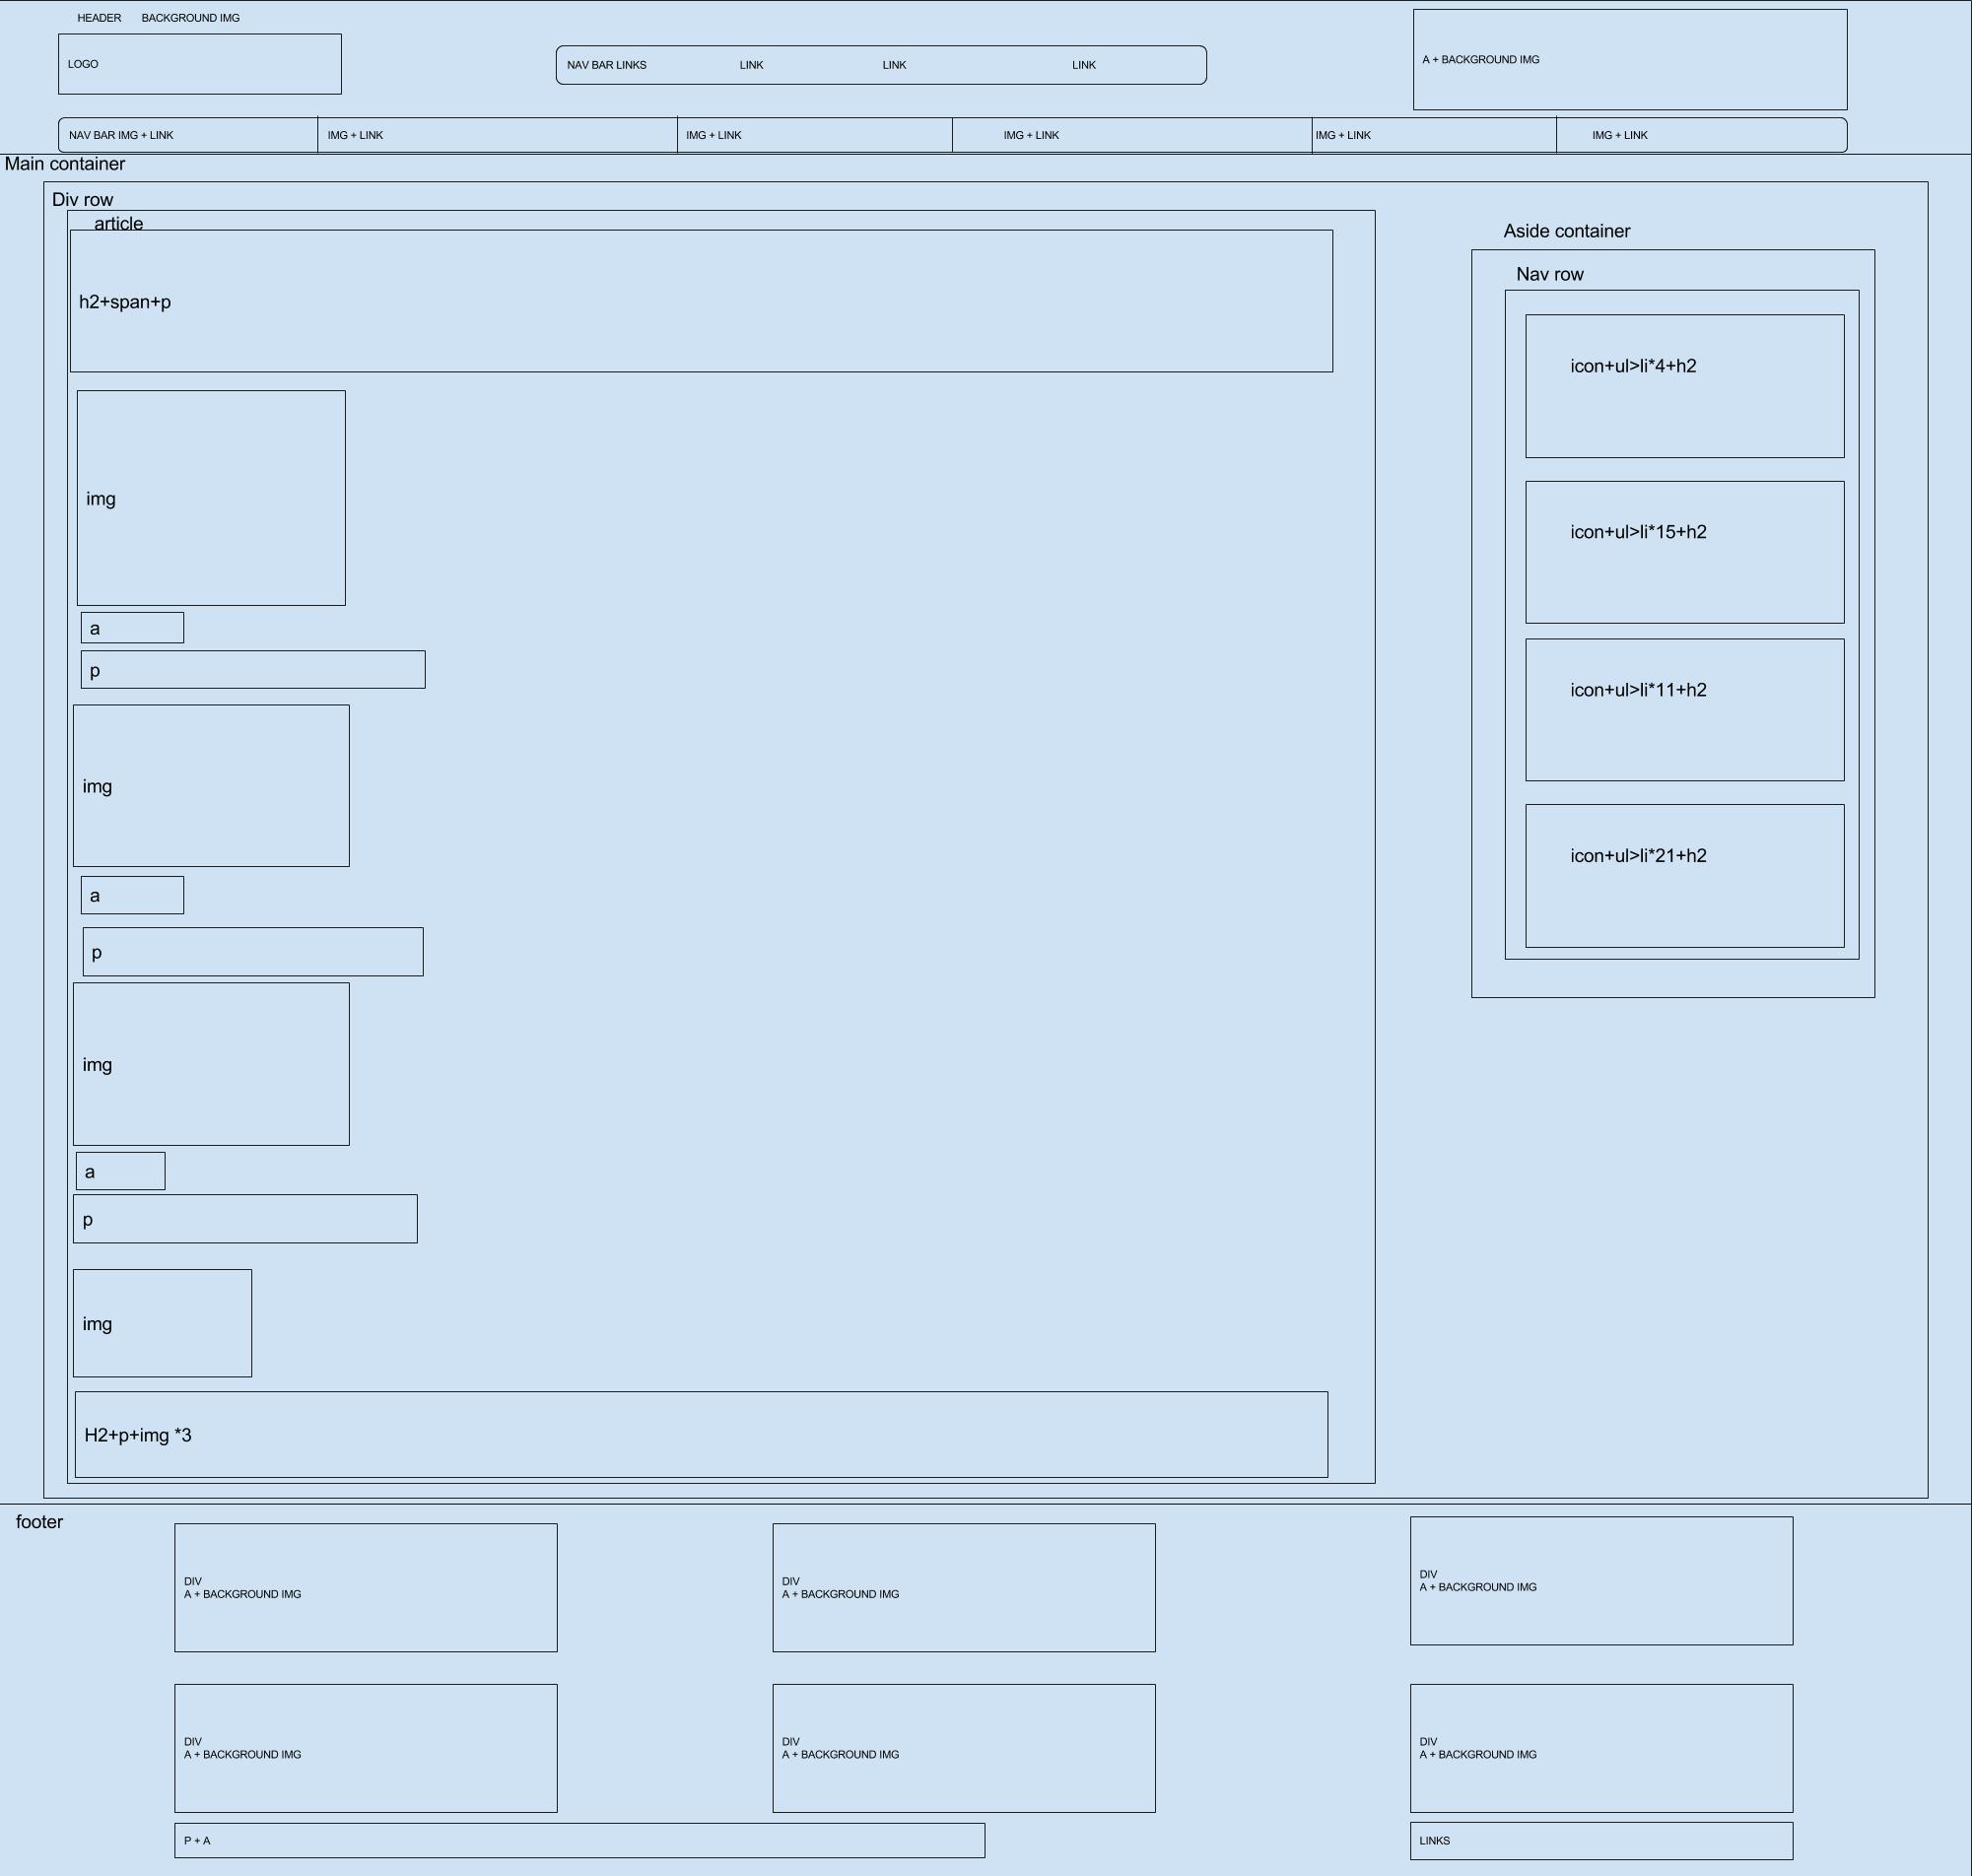 HEADER BACKGROUND IMG
LOGO
NAV BAR LINKS LINK LINK LINK
A + BACKGROUND IMG
NAV BAR IMG + LINK IMG + LINK IMG + LINK IMG + LINK IMG + LINK IMG + LINK
Main container
Div row
article
h2+span+p
img
a
p
img
a
p
img
a
p
img
H2+p+img *3
Aside container
Nav row
icon+ul>li*4+h2
icon+ul>li*15+h2
icon+ul>li*11+h2
icon+ul>li*21+h2
footer
DIV
A + BACKGROUND IMG
DIV
A + BACKGROUND IMG
DIV
A + BACKGROUND IMG
DIV
A + BACKGROUND IMG
DIV
A + BACKGROUND IMG
DIV
A + BACKGROUND IMG
P + A
LINKS